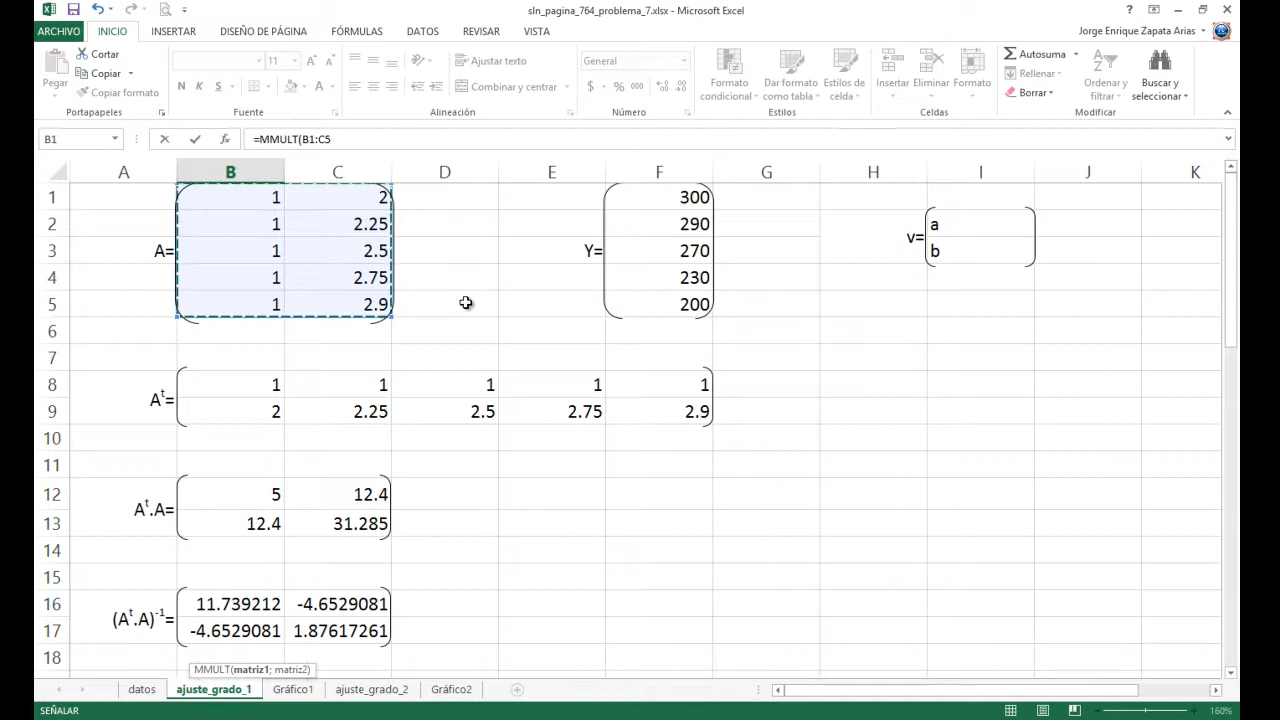 sln_pagina_764_problema_7.xlsx - Microsoft Excel
ARCHIVO INICIO INSERTAR DISEÑO DE PÁGINA FÓRMULAS DATOS REVISAR VISTA Jorge Enrique Zapata Arias
Pegar
Cortar
Copiar
Copiar formato
Portapapeles
11
N K S
Fuente
Ajustar texto
Combinar y centrar
Alineación
General
$ % 000
Número
Formato condicional
Dar formato como tabla
Estilos de celda
Estilos
Insertar Eliminar Formato
Celdas
Autosuma
Rellenar
Borrar
Ordenar y filtrar
Buscar y seleccionar
Modificar
B1 fx =MMULT(B1:C5
A B C D E F G H I J K
1 1 2 300
2 1 2.25 290 a
3 A= 1 2.5 Y= 270 v= b
4 1 2.75 230
5 1 2.9 200
6
7
8 1 1 1 1 1
Aᵗ=
9 2 2.25 2.5 2.75 2.9
10
11
12 5 12.4
Aᵗ.A=
13 12.4 31.285
14
15
16 11.739212 -4.6529081
(Aᵗ.A)⁻¹=
17 -4.6529081 1.87617261
18
MMULT(matriz1; matriz2)
datos ajuste_grado_1 Gráfico1 ajuste_grado_2 Gráfico2
SEÑALAR 160%